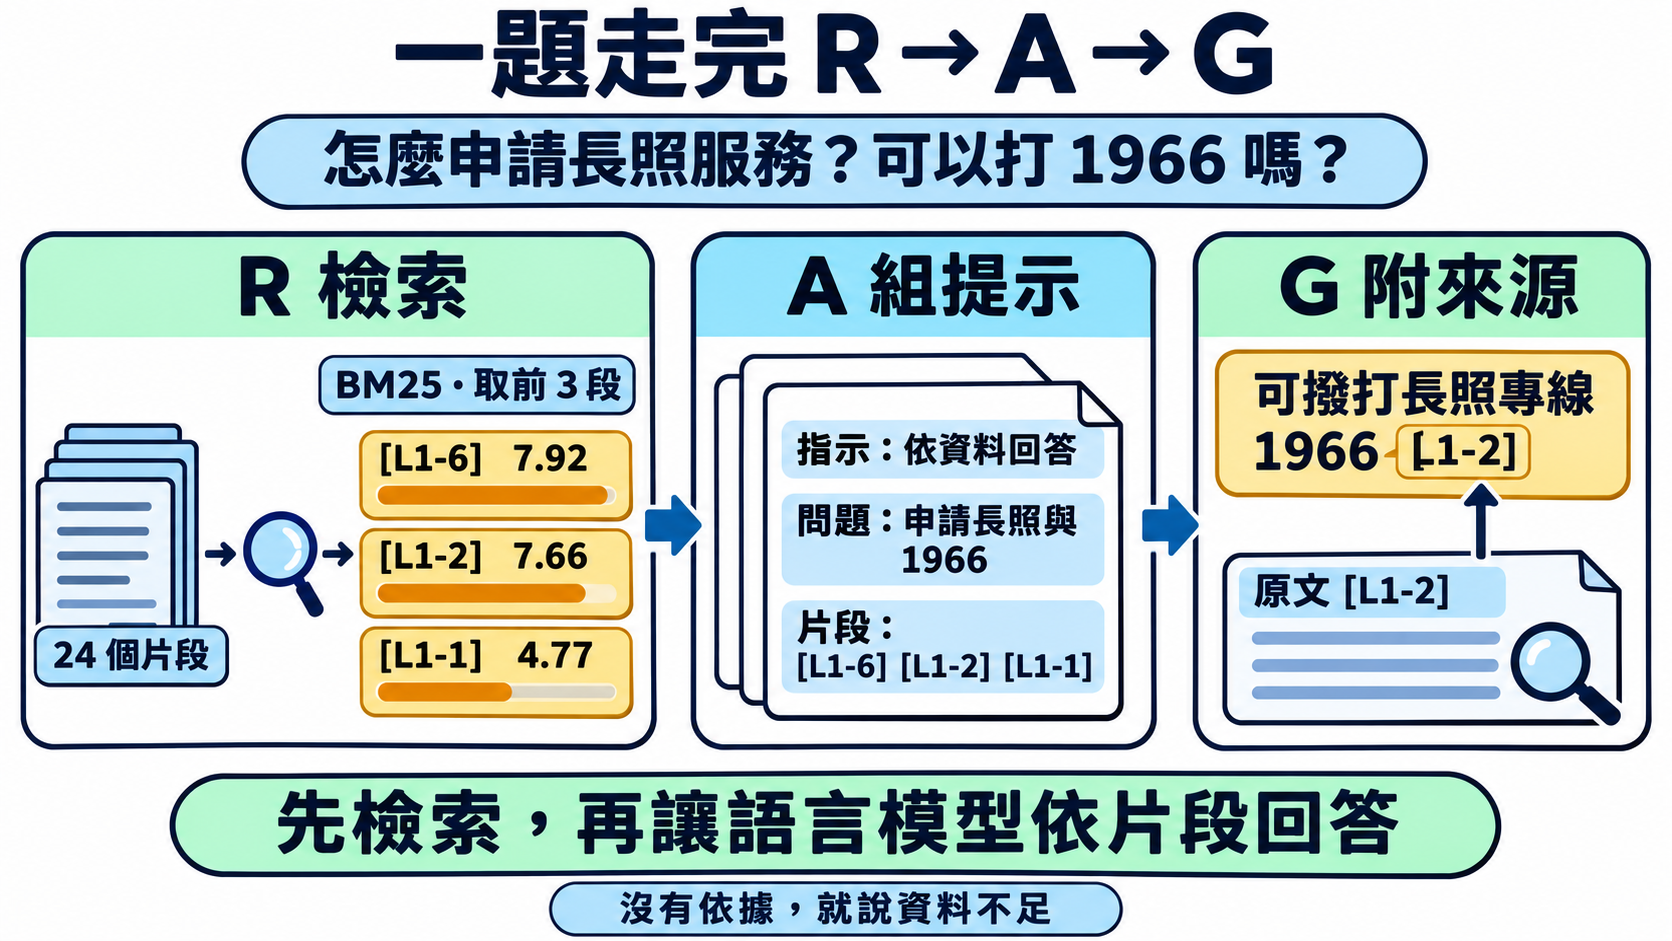 一題走完 R→A→G
怎麼申請長照服務？可以打 1966 嗎？
R 檢索
BM25・取前 3 段
24 個片段
[L1-6] 7.92
[L1-2] 7.66
[L1-1] 4.77
A 組提示
指示：依資料回答
問題：申請長照與
1966
片段：
[L1-6] [L1-2] [L1-1]
G 附來源
可撥打長照專線
1966 [L1-2]
原文 [L1-2]
先檢索，再讓語言模型依片段回答
沒有依據，就說資料不足